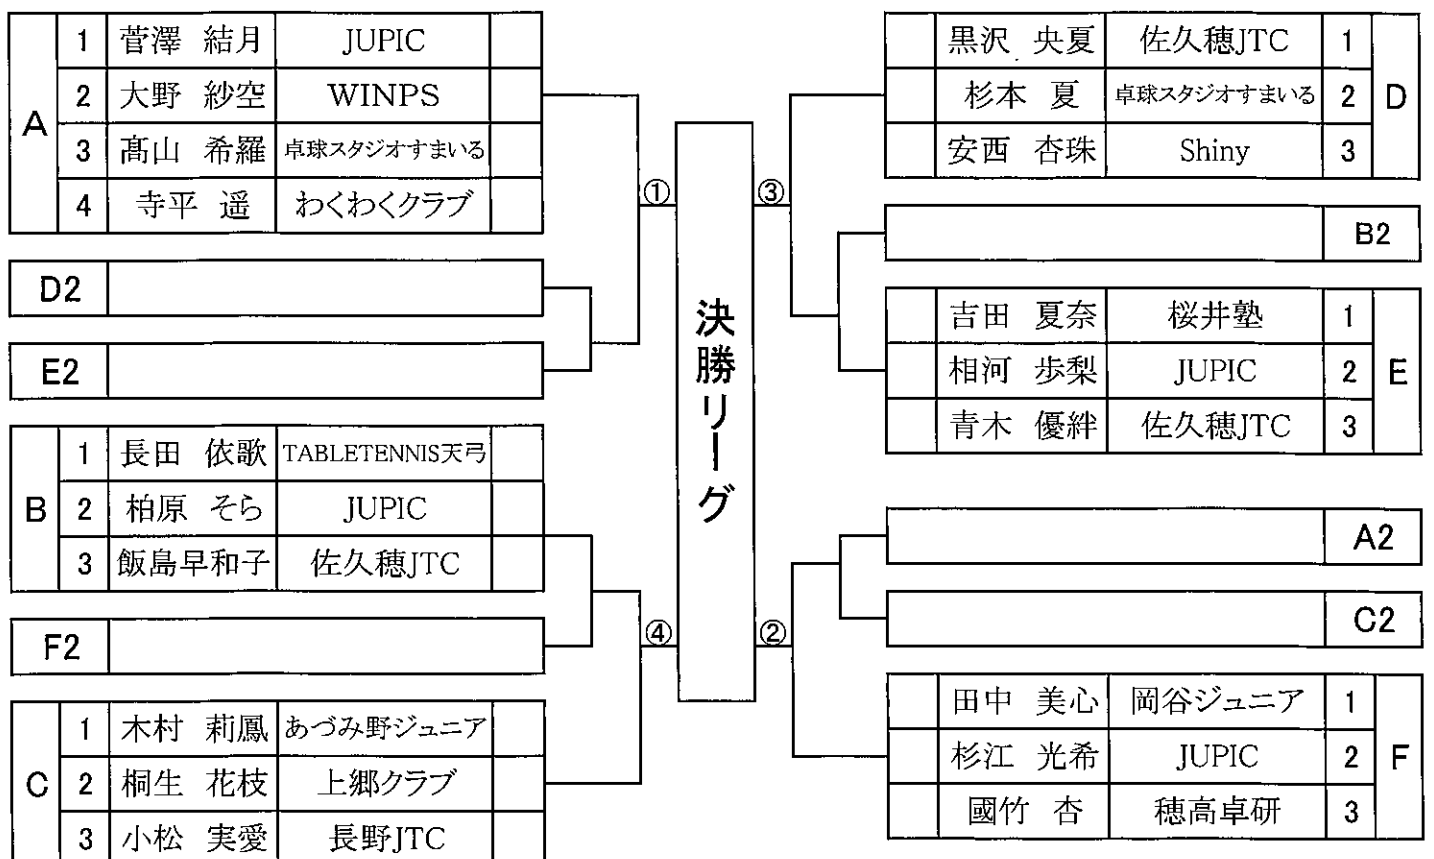 A
1 菅澤 結月 JUPIC
2 大野 紗空 WINPS
3 髙山 希羅 卓球スタジオすまいる
4 寺平 遥 わくわくクラブ
D2
E2
B
1 長田 依歌 TABLETENNIS天弓
2 柏原 そら JUPIC
3 飯島早和子 佐久穂JTC
F2
C
1 木村 莉鳳 あづみ野ジュニア
2 桐生 花枝 上郷クラブ
3 小松 実愛 長野JTC
①
④
決勝リーグ
③
②
黒沢 央夏 佐久穂JTC 1
杉本 夏 卓球スタジオすまいる 2
安西 杏珠 Shiny 3
D
B2
吉田 夏奈 桜井塾 1
相河 歩梨 JUPIC 2
青木 優絆 佐久穂JTC 3
E
A2
C2
田中 美心 岡谷ジュニア 1
杉江 光希 JUPIC 2
國竹 杏 穂高卓研 3
F